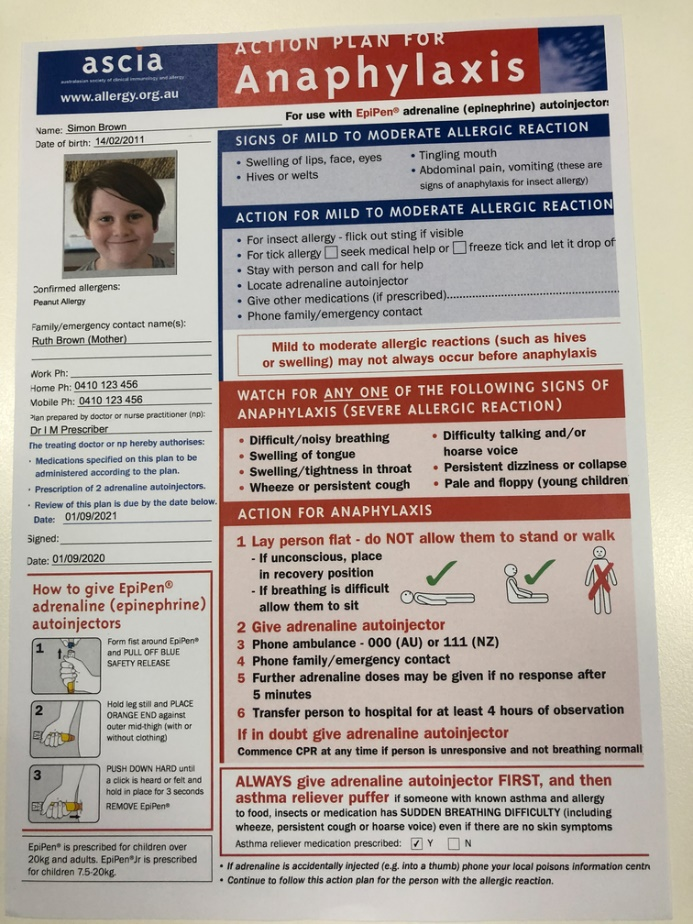 ascia
australasian society of clinical immunology and allergy
www.allergy.org.au
ACTION PLAN FOR
Anaphylaxis
For use with EpiPen® adrenaline (epinephrine) autoinjectors
Name: Simon Brown
Date of birth: 14/02/2011
Confirmed allergens:
Peanut Allergy
Family/emergency contact name(s):
Ruth Brown (Mother)
Work Ph:
Home Ph: 0410 123 456
Mobile Ph: 0410 123 456
Plan prepared by doctor or nurse practitioner (np):
Dr I M Prescriber
The treating doctor or np hereby authorises:
• Medications specified on this plan to be
administered according to the plan.
• Prescription of 2 adrenaline autoinjectors.
• Review of this plan is due by the date below.
Date: 01/09/2021
Signed:
Date: 01/09/2020
How to give EpiPen®
adrenaline (epinephrine)
autoinjectors
1
Form fist around EpiPen®
and PULL OFF BLUE
SAFETY RELEASE
2
Hold leg still and PLACE
ORANGE END against
outer mid-thigh (with or
without clothing)
3
PUSH DOWN HARD until
a click is heard or felt and
hold in place for 3 seconds
REMOVE EpiPen®
EpiPen® is prescribed for children over
20kg and adults. EpiPen®Jr is prescribed
for children 7.5-20kg.
SIGNS OF MILD TO MODERATE ALLERGIC REACTION
• Swelling of lips, face, eyes
• Hives or welts
• Tingling mouth
• Abdominal pain, vomiting (these are
signs of anaphylaxis for insect allergy)
ACTION FOR MILD TO MODERATE ALLERGIC REACTION
• For insect allergy - flick out sting if visible
• For tick allergy ☐ seek medical help or ☐ freeze tick and let it drop of
• Stay with person and call for help
• Locate adrenaline autoinjector
• Give other medications (if prescribed)..............................................
• Phone family/emergency contact
Mild to moderate allergic reactions (such as hives
or swelling) may not always occur before anaphylaxis
WATCH FOR ANY ONE OF THE FOLLOWING SIGNS OF
ANAPHYLAXIS (SEVERE ALLERGIC REACTION)
• Difficult/noisy breathing
• Swelling of tongue
• Swelling/tightness in throat
• Wheeze or persistent cough
• Difficulty talking and/or
hoarse voice
• Persistent dizziness or collapse
• Pale and floppy (young children
ACTION FOR ANAPHYLAXIS
1 Lay person flat - do NOT allow them to stand or walk
- If unconscious, place
in recovery position
- If breathing is difficult
allow them to sit
2 Give adrenaline autoinjector
3 Phone ambulance - 000 (AU) or 111 (NZ)
4 Phone family/emergency contact
5 Further adrenaline doses may be given if no response after
5 minutes
6 Transfer person to hospital for at least 4 hours of observation
If in doubt give adrenaline autoinjector
Commence CPR at any time if person is unresponsive and not breathing normall
ALWAYS give adrenaline autoinjector FIRST, and then
asthma reliever puffer if someone with known asthma and allergy
to food, insects or medication has SUDDEN BREATHING DIFFICULTY (including
wheeze, persistent cough or hoarse voice) even if there are no skin symptoms
Asthma reliever medication prescribed: ☑ Y ☐ N
• If adrenaline is accidentally injected (e.g. into a thumb) phone your local poisons information centr
• Continue to follow this action plan for the person with the allergic reaction.